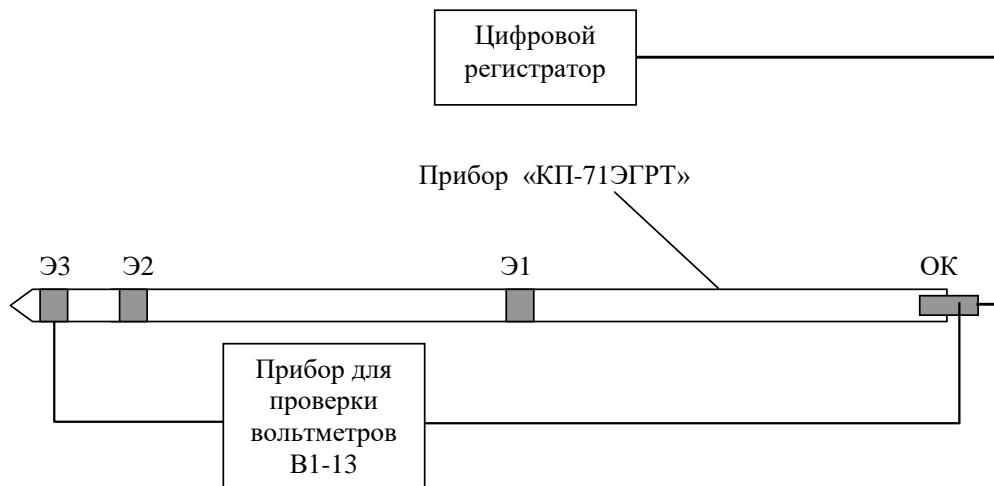 Цифровой
регистратор
Прибор «КП-71ЭГРТ»
Э3 Э2 Э1 ОК
Прибор для
проверки
вольтметров
В1-13